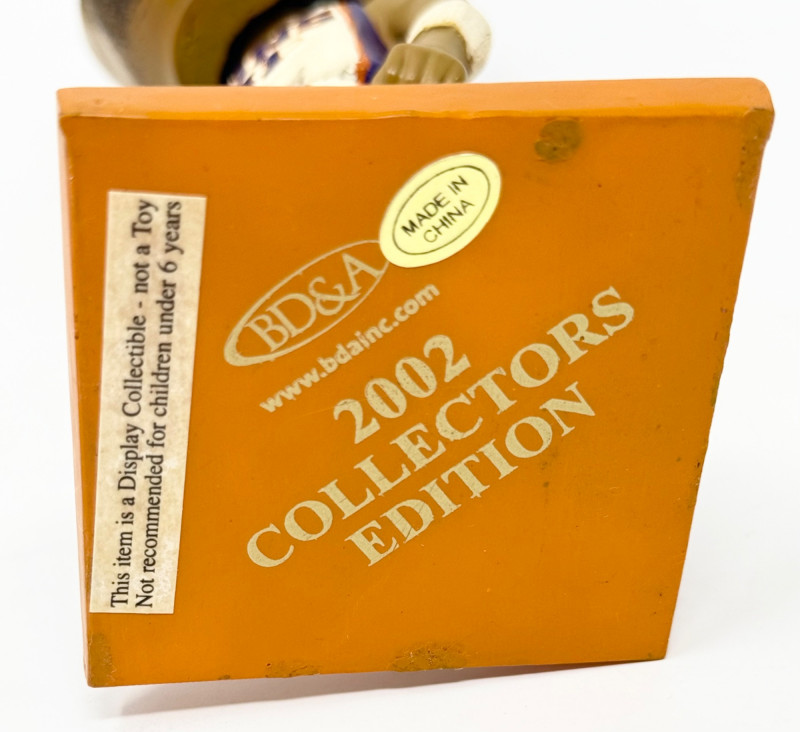 This item is a Display Collectible - not a Toy
Not recommended for children under 6 years
MADE IN
CHINA
BD&A
www.bdainc.com
2002
COLLECTORS
EDITION